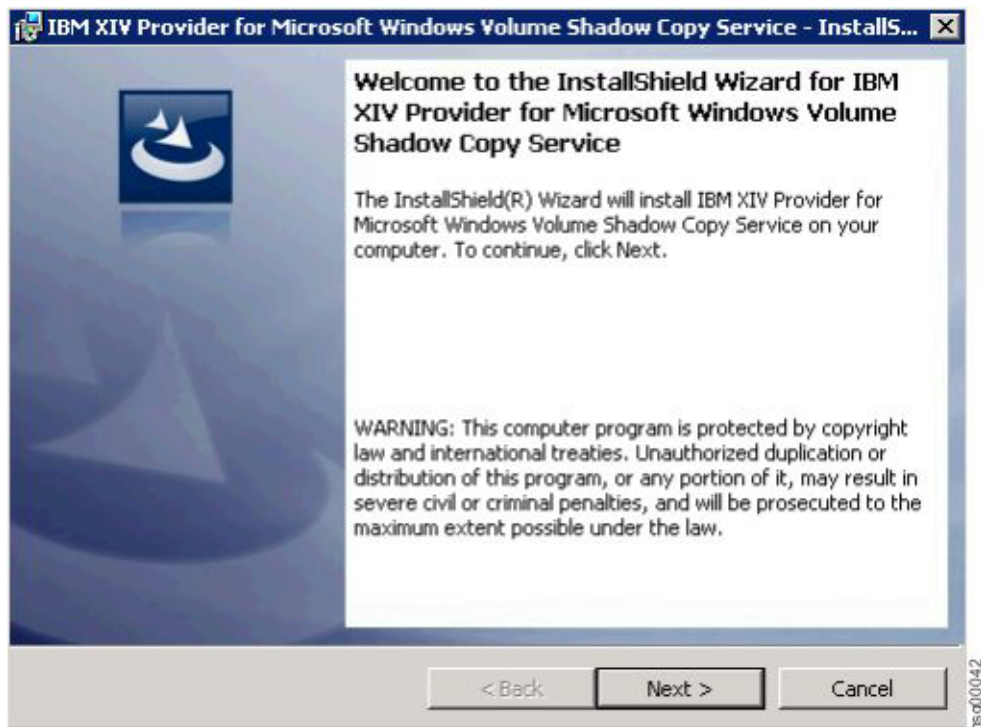 IBM XIV Provider for Microsoft Windows Volume Shadow Copy Service - InstallS...
Welcome to the InstallShield Wizard for IBM
XIV Provider for Microsoft Windows Volume
Shadow Copy Service
The InstallShield(R) Wizard will install IBM XIV Provider for
Microsoft Windows Volume Shadow Copy Service on your
computer. To continue, click Next.
WARNING: This computer program is protected by copyright
law and international treaties. Unauthorized duplication or
distribution of this program, or any portion of it, may result in
severe civil or criminal penalties, and will be prosecuted to the
maximum extent possible under the law.
< Back
Next >
Cancel